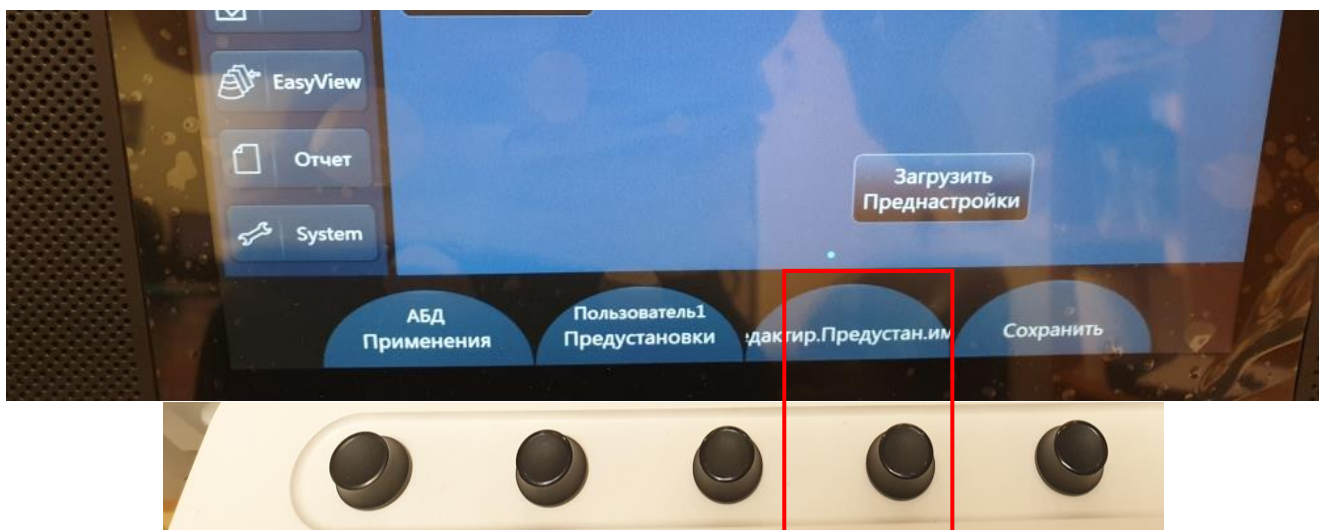 EasyView
Отчет
System
Загрузить
Преднастройки
АБД
Применения
Пользователь1
Предустановки
дактир.Предустан.им
Сохранить